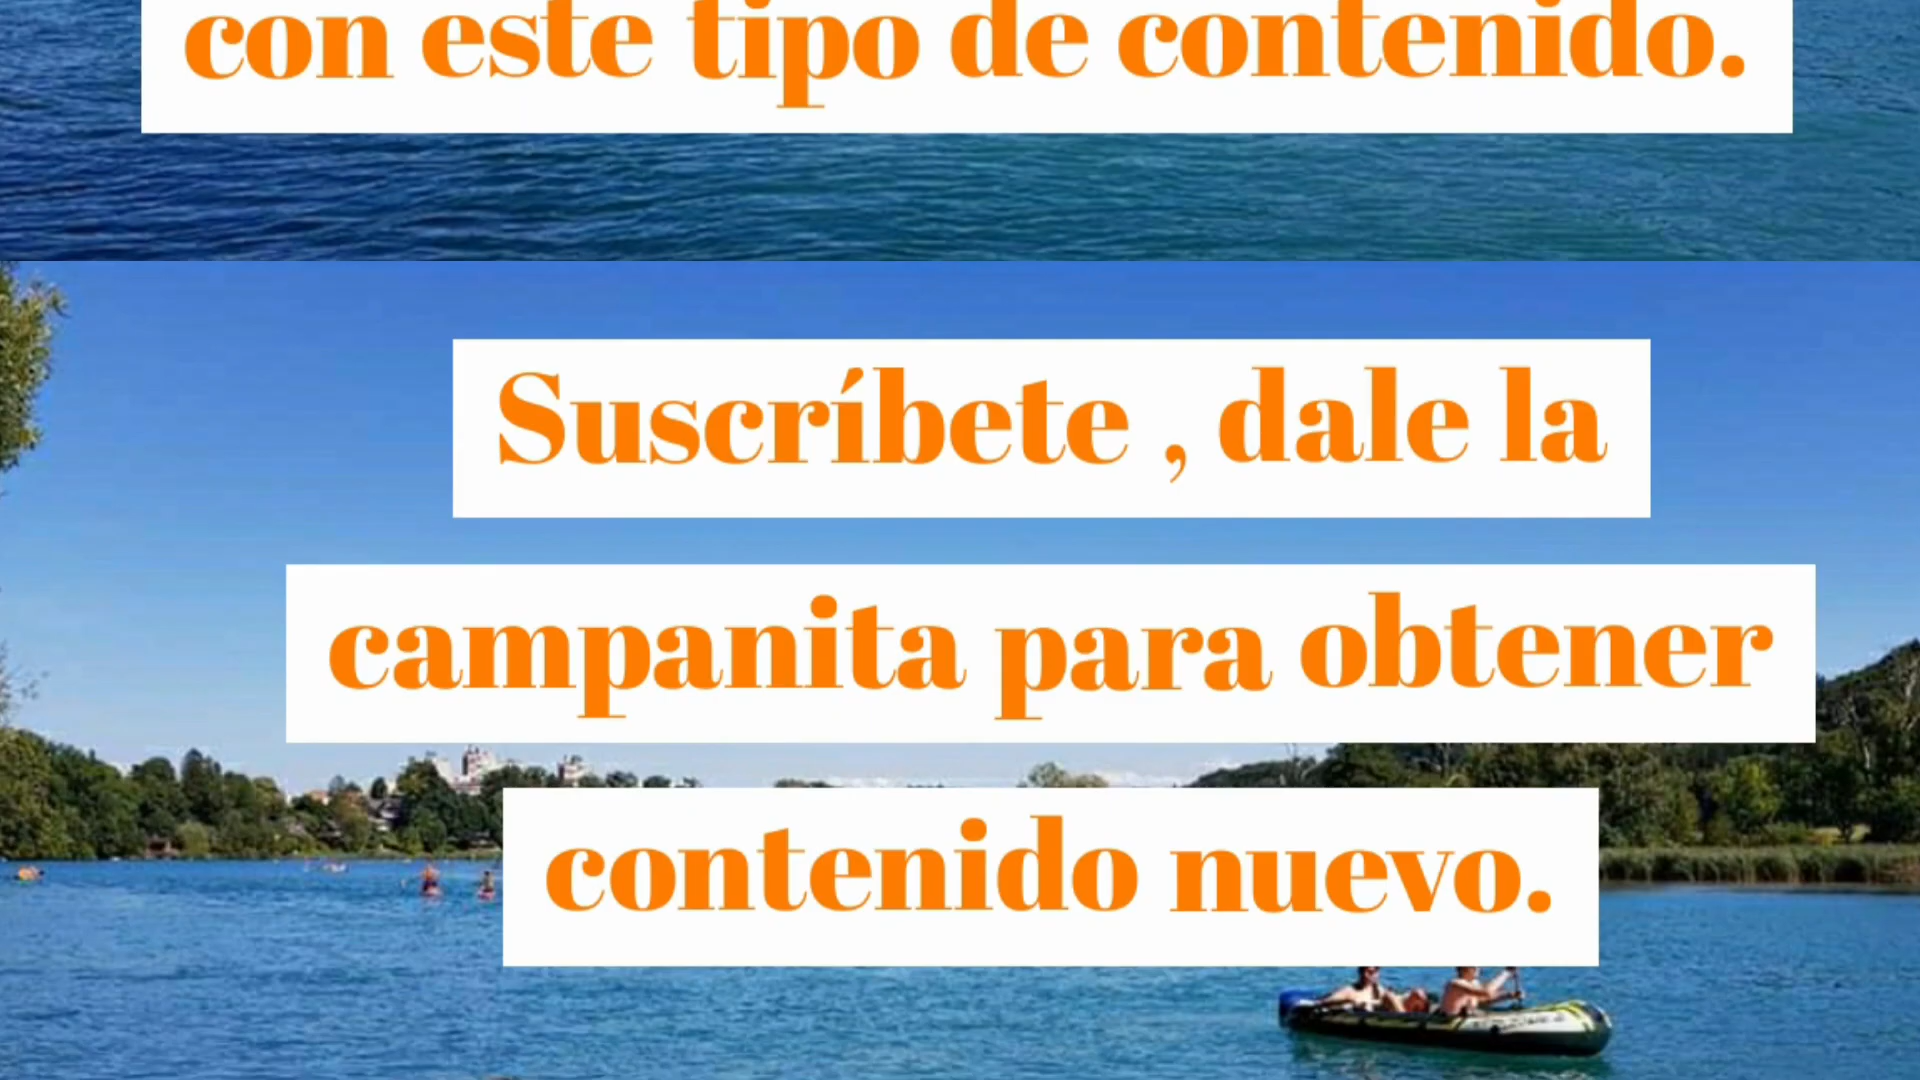 con este tipo de contenido.
Suscríbete , dale la
campanita para obtener
contenido nuevo.